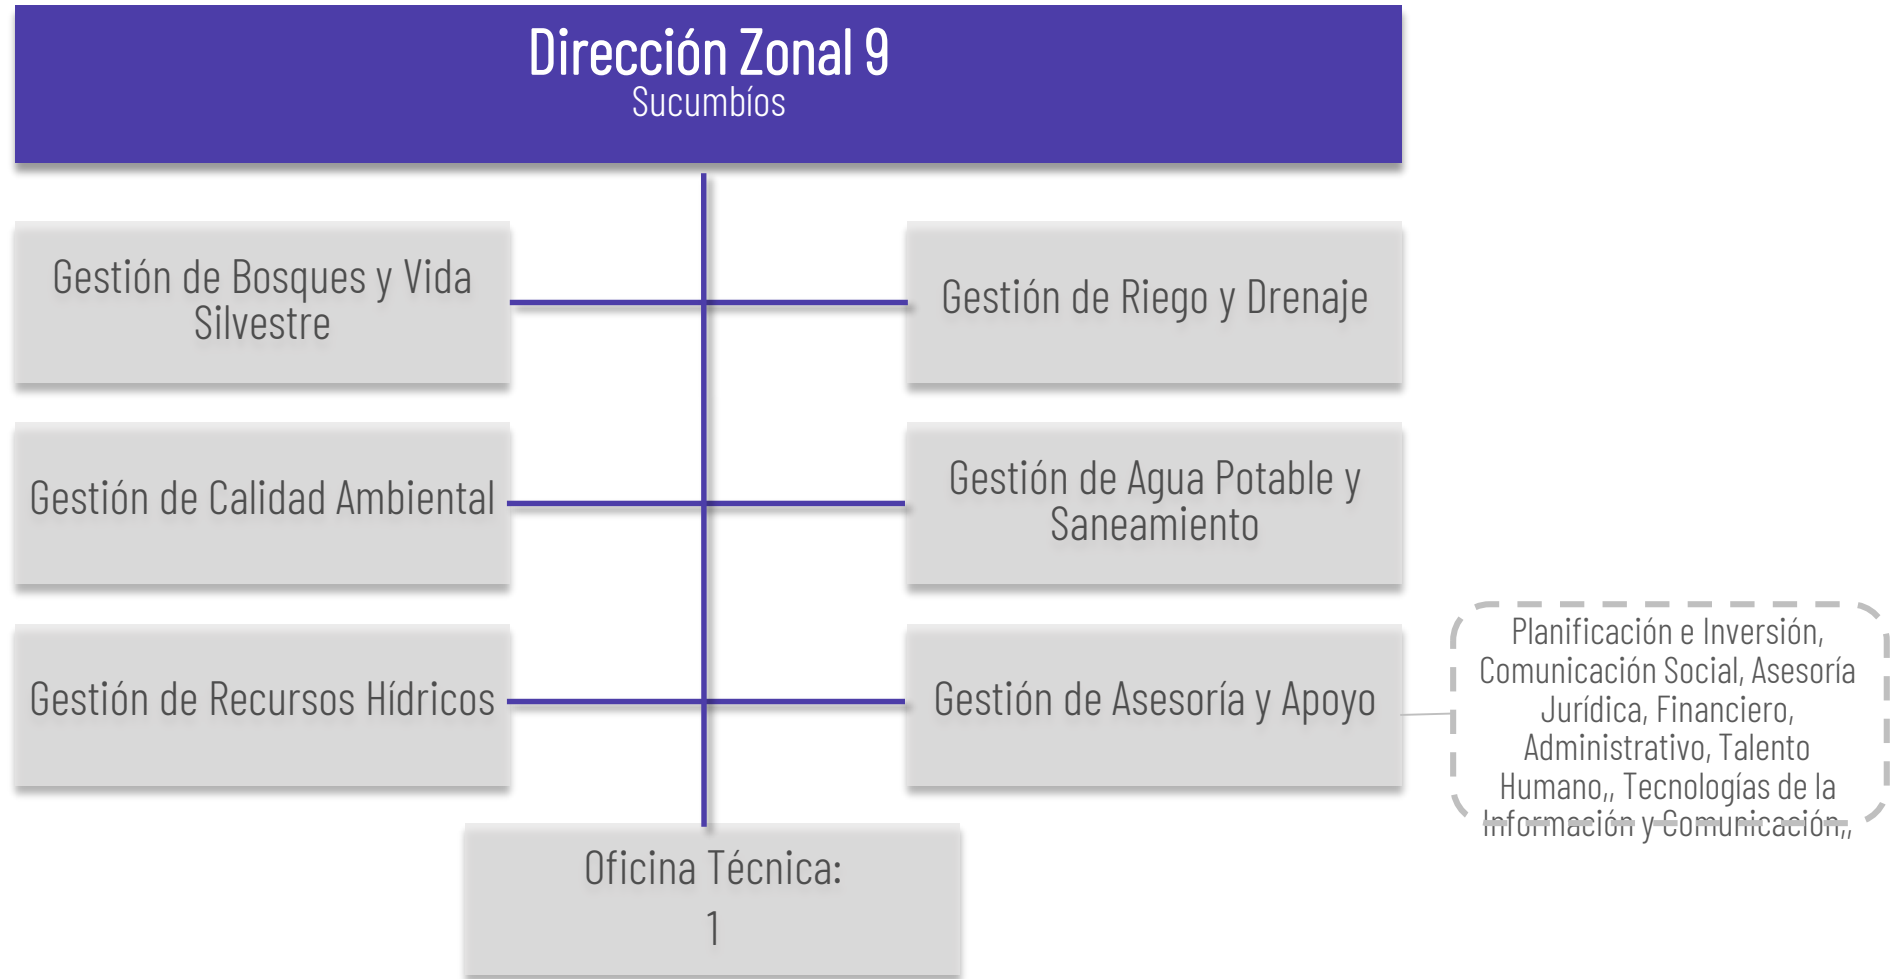 Dirección Zonal 9
Sucumbíos
Gestión de Bosques y Vida
Silvestre
Gestión de Riego y Drenaje
Gestión de Calidad Ambiental
Gestión de Agua Potable y
Saneamiento
Gestión de Recursos Hídricos
Gestión de Asesoría y Apoyo
Planificación e Inversión,
Comunicación Social, Asesoría
Jurídica, Financiero,
Administrativo, Talento
Humano,, Tecnologías de la
Información y Comunicación,,
Oficina Técnica:
1